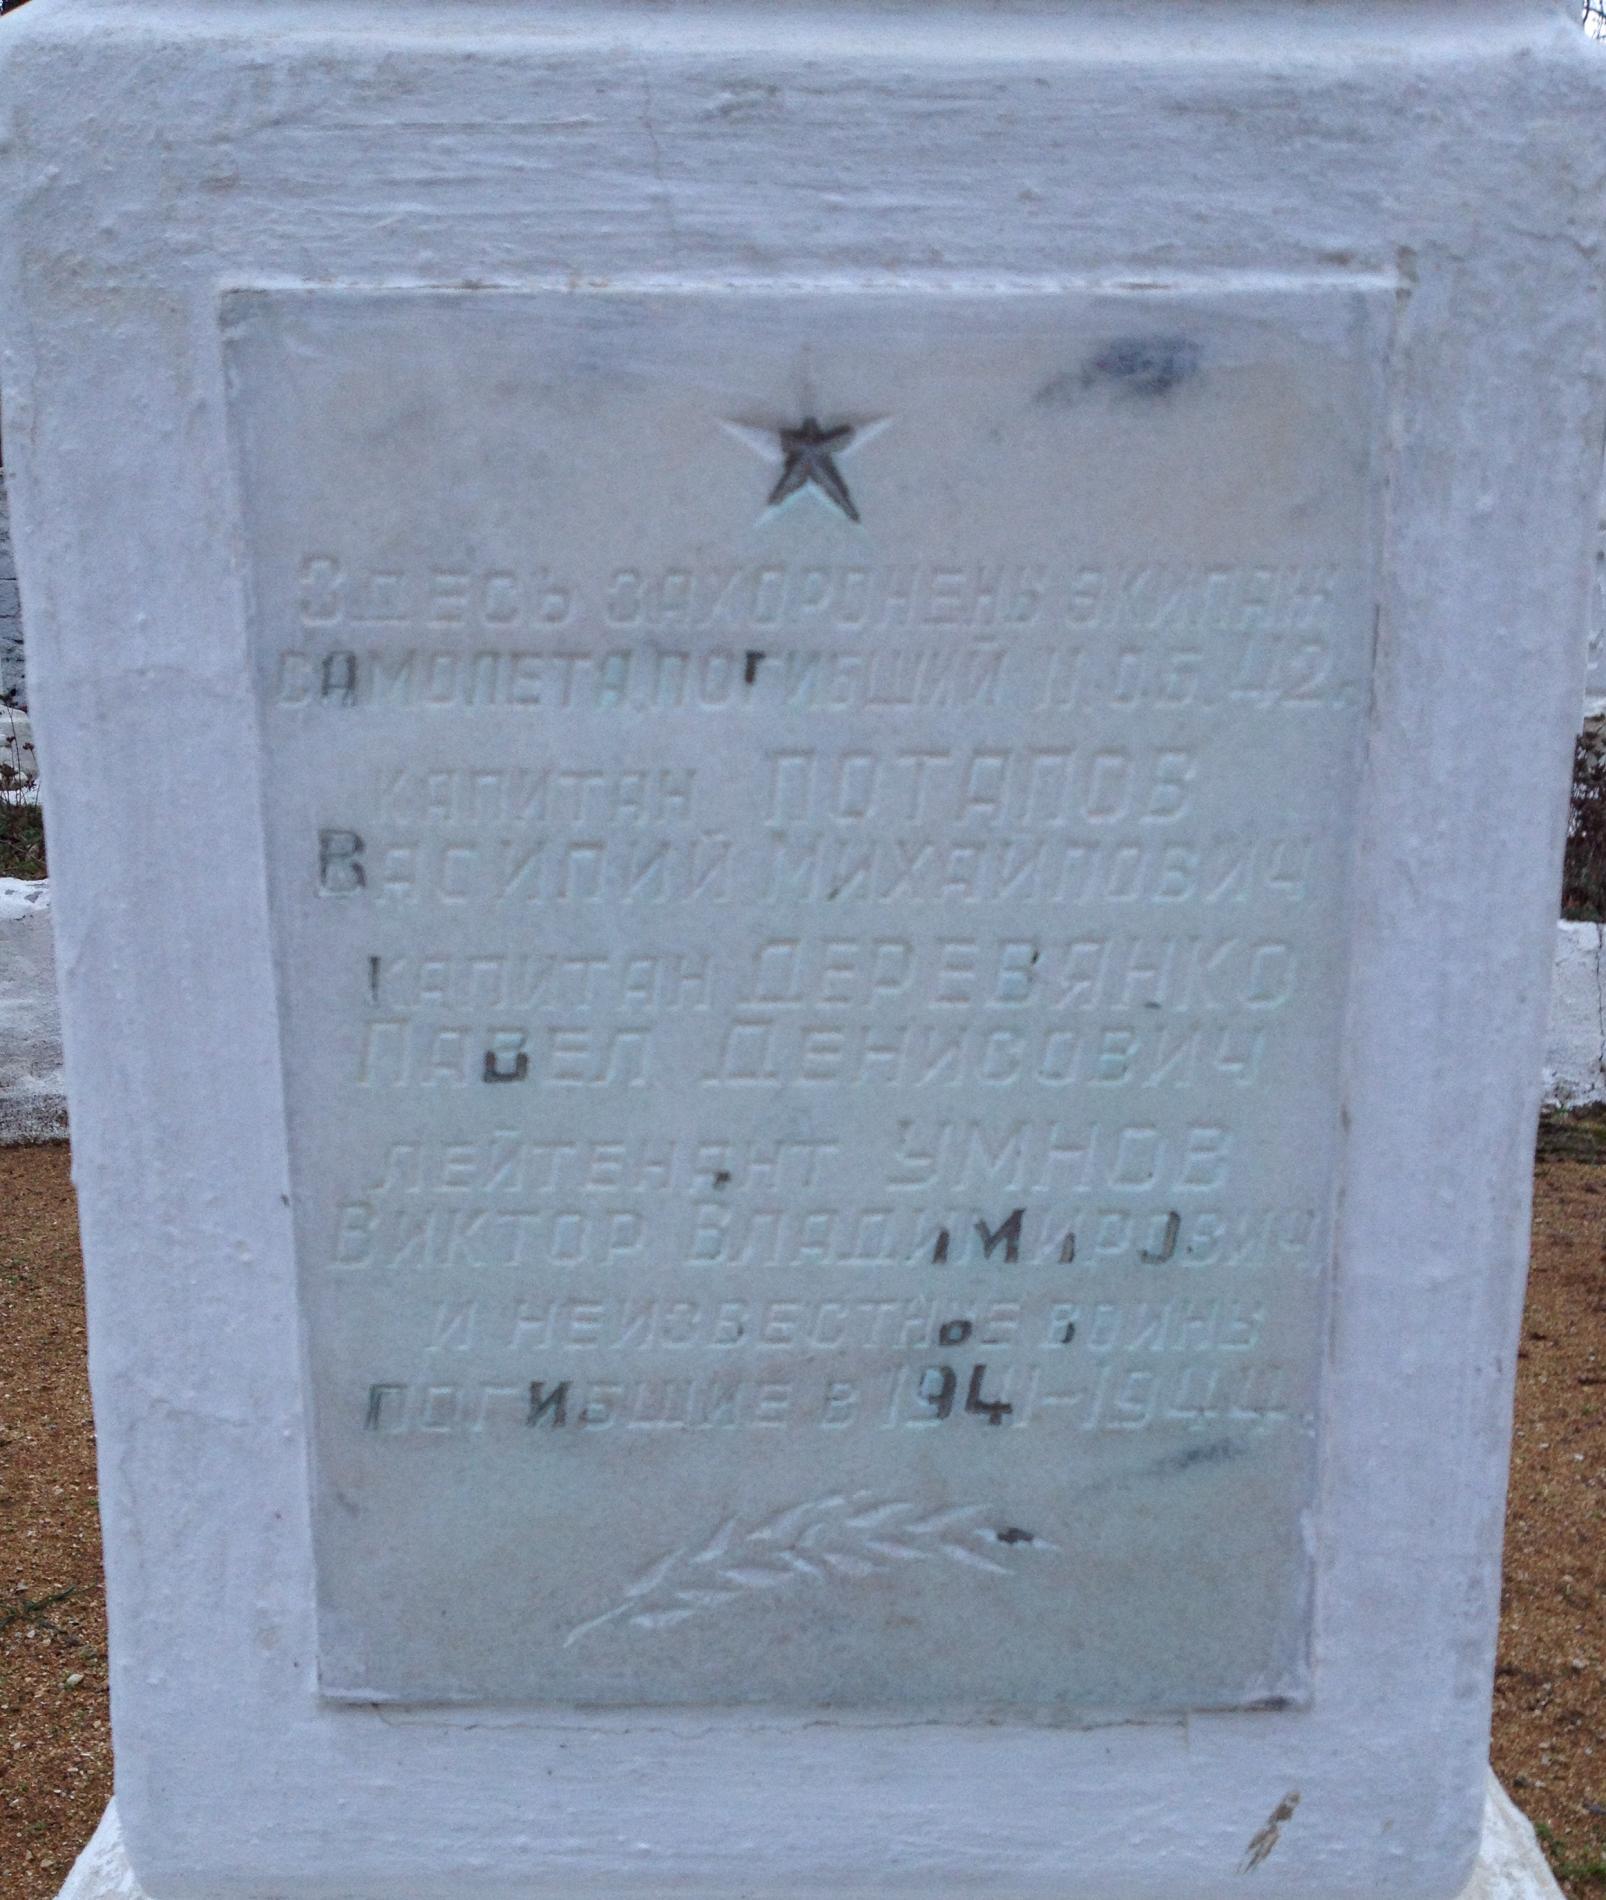 Здесь захоронены экипаж
самолета, погибший 11.06.42.
капитан ПОТАПОВ
Василий Михайлович
капитан ДЕРЕВЯНКО
Павел Денисович
лейтенант УМНОВ
Виктор Владимирович
и неизвестные воины
погибшие в 1941-1944.